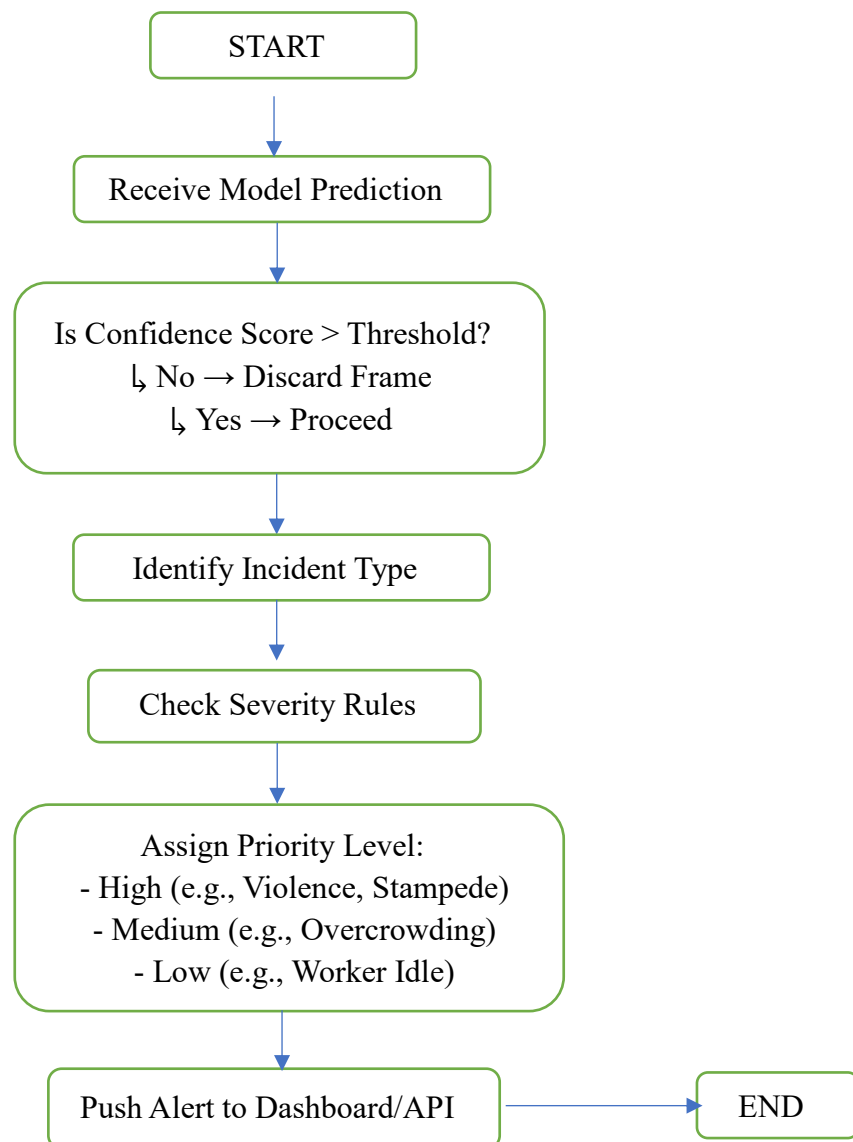 START
Receive Model Prediction
Is Confidence Score > Threshold?
↳ No → Discard Frame
↳ Yes → Proceed
Identify Incident Type
Check Severity Rules
Assign Priority Level:
- High (e.g., Violence, Stampede)
- Medium (e.g., Overcrowding)
- Low (e.g., Worker Idle)
Push Alert to Dashboard/API
END